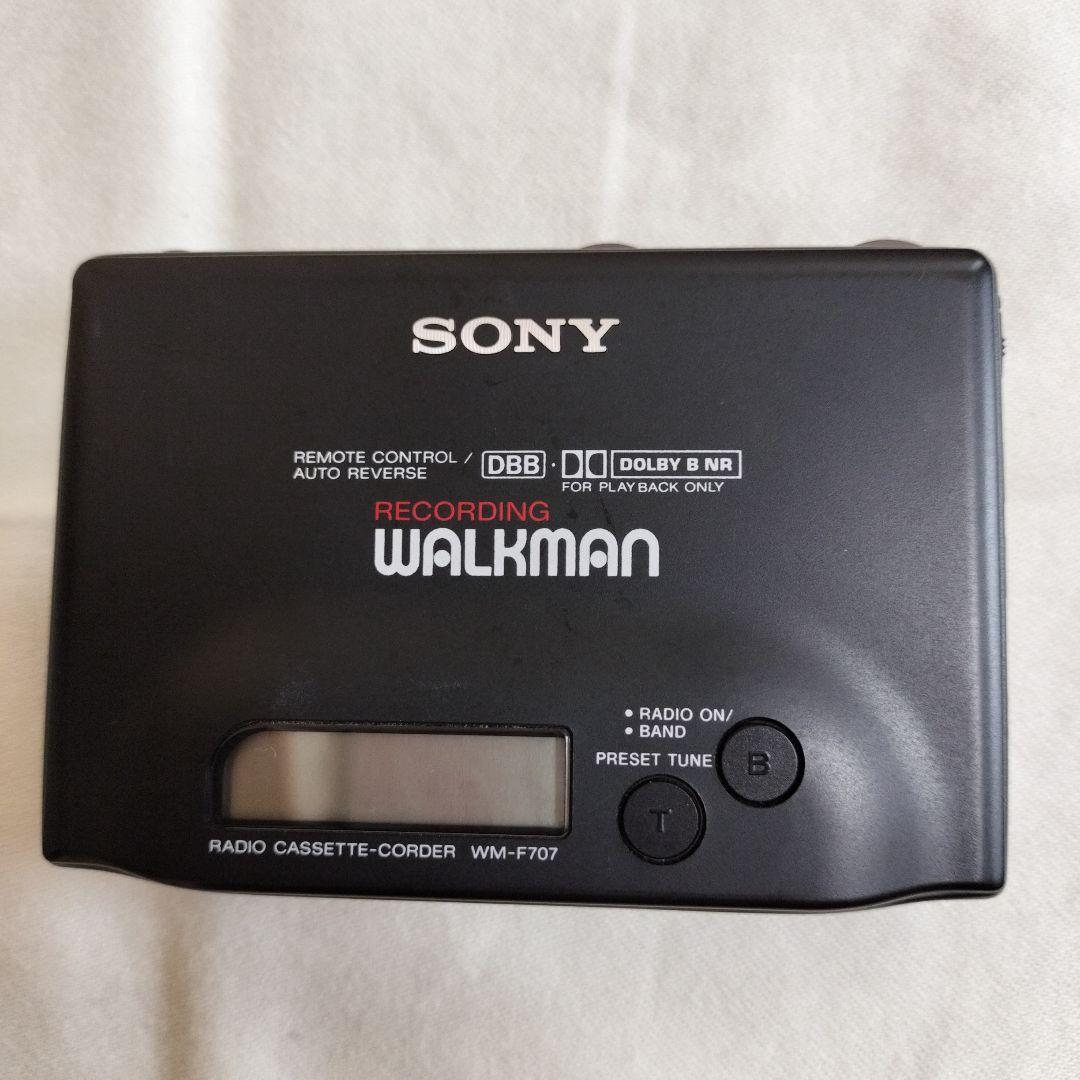 SONY
REMOTE CONTROL / DBB · DOLBY B NR
AUTO REVERSE
FOR PLAYBACK ONLY
RECORDING
WALKMAN
• RADIO ON/
• BAND
PRESET TUNE
B
T
RADIO CASSETTE-CORDER WM-F707